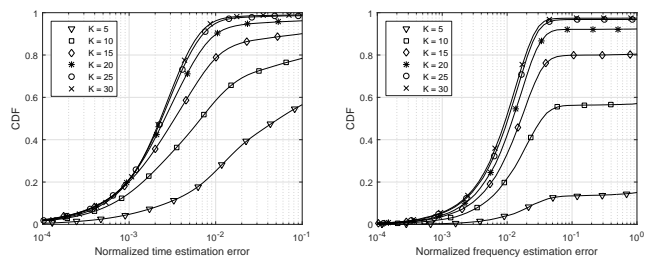 1
0.8
0.6
0.4
0.2
0
CDF
K = 5
K = 10
K = 15
K = 20
K = 25
K = 30
10-4 10-3 10-2 10-1
Normalized time estimation error
1
0.8
0.6
0.4
0.2
0
CDF
K = 5
K = 10
K = 15
K = 20
K = 25
K = 30
10-4 10-3 10-2 10-1 100
Normalized frequency estimation error